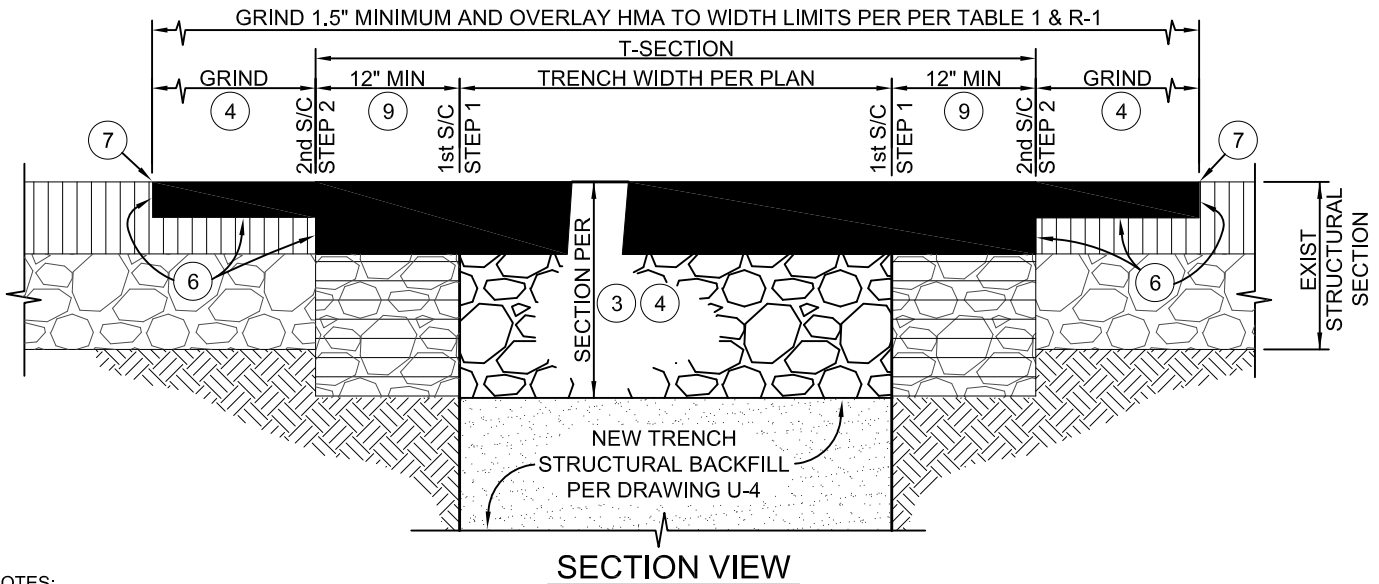 GRIND 1.5" MINIMUM AND OVERLAY HMA TO WIDTH LIMITS PER PER TABLE 1 & R-1
T-SECTION
GRIND
12" MIN
TRENCH WIDTH PER PLAN
12" MIN
GRIND
4
9
9
4
2nd S/C
STEP 2
1st S/C
STEP 1
1st S/C
STEP 1
2nd S/C
STEP 2
7
7
6
SECTION PER
3
4
6
EXIST
STRUCTURAL
SECTION
NEW TRENCH
STRUCTURAL BACKFILL
PER DRAWING U-4
SECTION VIEW